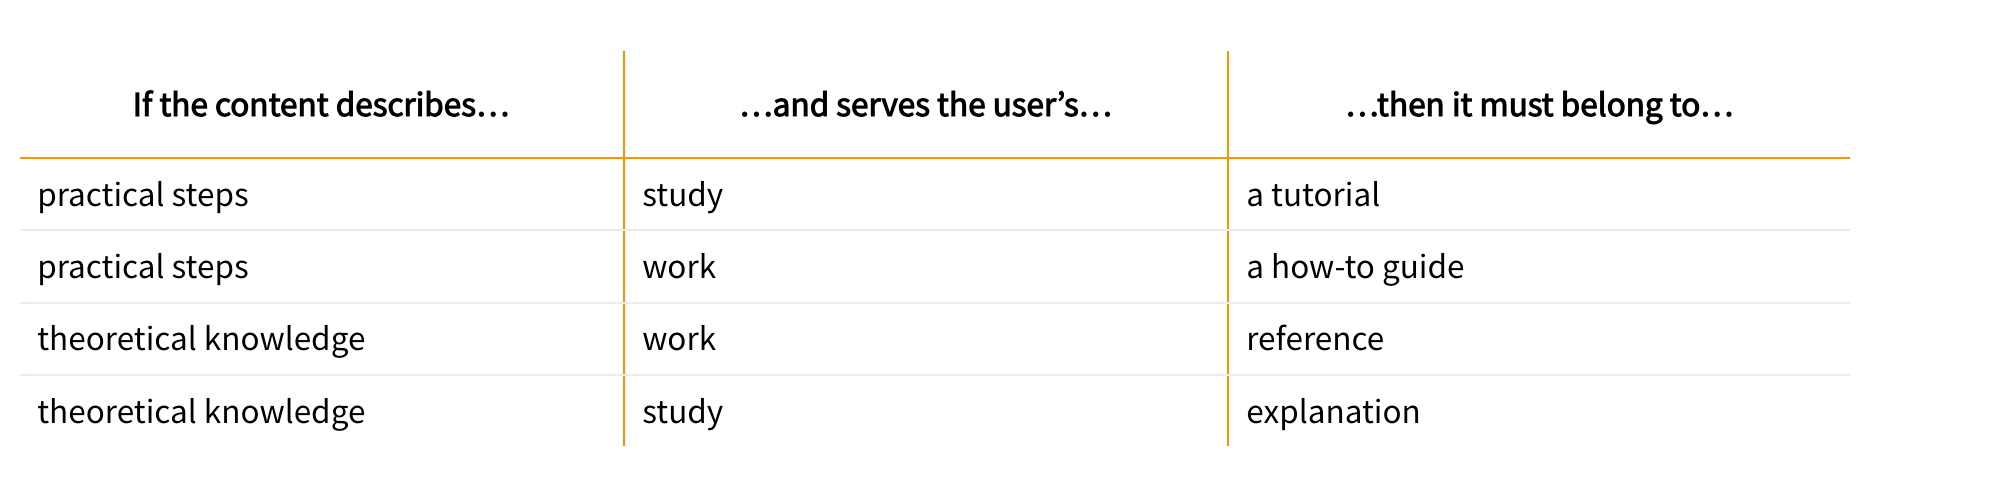 If the content describes… …and serves the user’s… …then it must belong to…
practical steps study a tutorial
practical steps work a how-to guide
theoretical knowledge work reference
theoretical knowledge study explanation